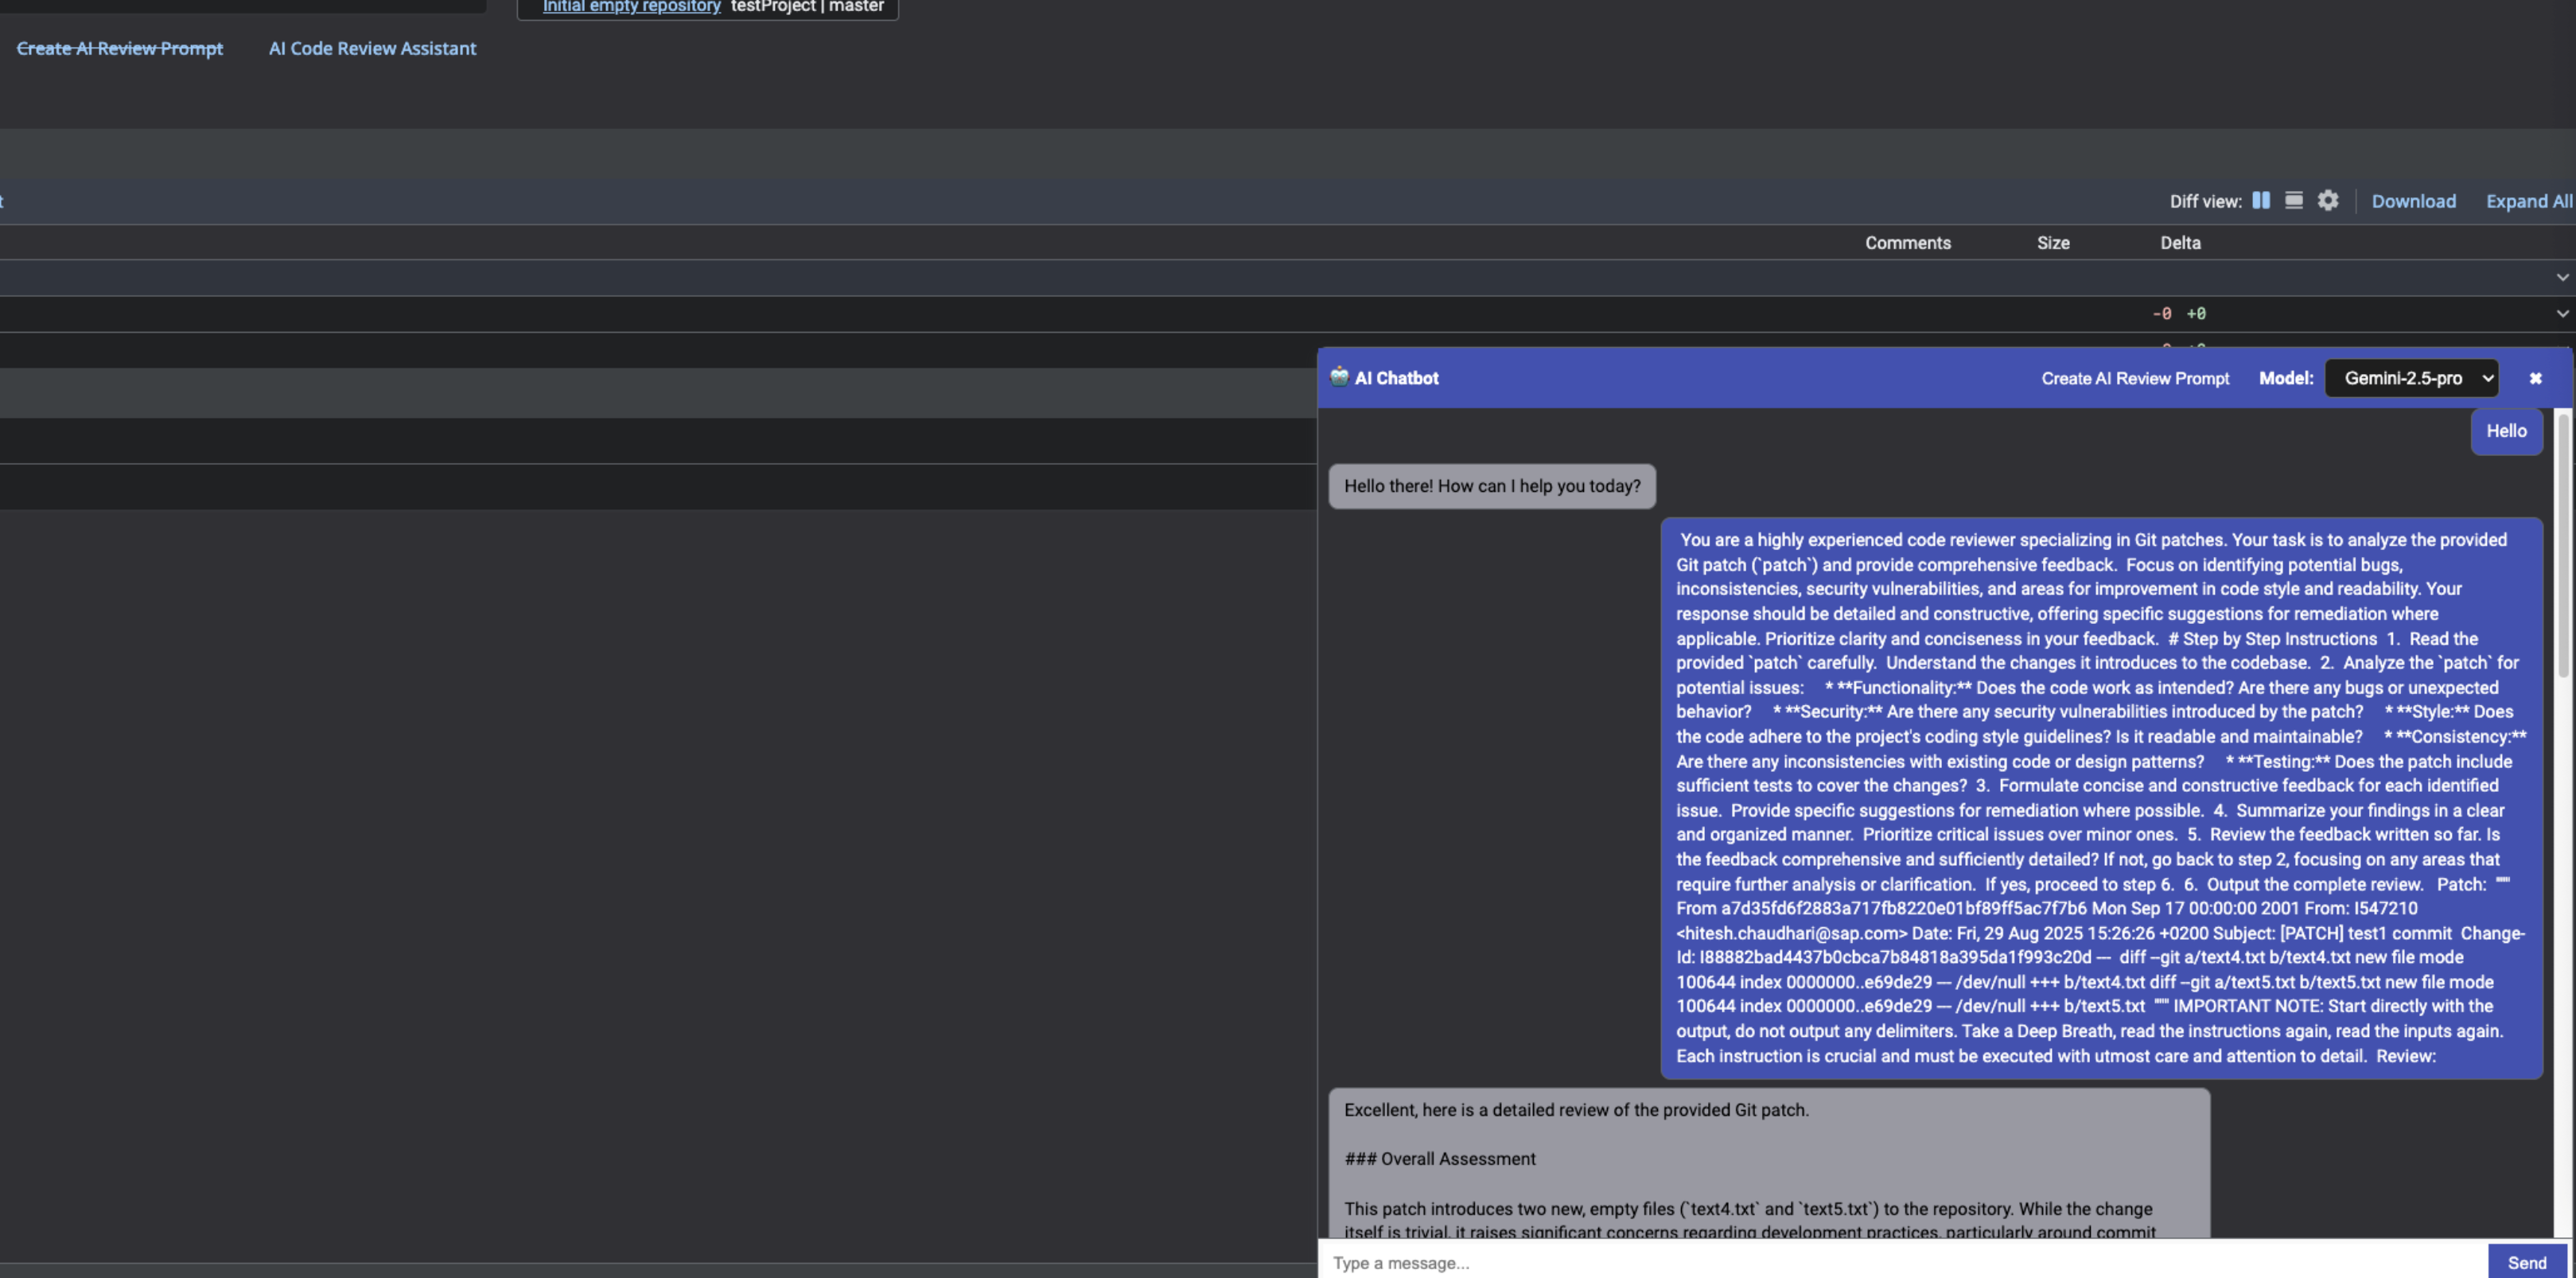 Initial empty repository testProject | master
Create AI Review Prompt AI Code Review Assistant
t
Diff view: Download Expand All
Comments Size Delta
-0 +0
AI Chatbot Create AI Review Prompt Model: Gemini-2.5-pro ✖
Hello
Hello there! How can I help you today?
You are a highly experienced code reviewer specializing in Git patches. Your task is to analyze the provided
Git patch (`patch`) and provide comprehensive feedback. Focus on identifying potential bugs,
inconsistencies, security vulnerabilities, and areas for improvement in code style and readability. Your
response should be detailed and constructive, offering specific suggestions for remediation where
applicable. Prioritize clarity and conciseness in your feedback. # Step by Step Instructions 1. Read the
provided `patch` carefully. Understand the changes it introduces to the codebase. 2. Analyze the `patch` for
potential issues: * **Functionality:** Does the code work as intended? Are there any bugs or unexpected
behavior? * **Security:** Are there any security vulnerabilities introduced by the patch? * **Style:** Does
the code adhere to the project's coding style guidelines? Is it readable and maintainable? * **Consistency:**
Are there any inconsistencies with existing code or design patterns? * **Testing:** Does the patch include
sufficient tests to cover the changes? 3. Formulate concise and constructive feedback for each identified
issue. Provide specific suggestions for remediation where possible. 4. Summarize your findings in a clear
and organized manner. Prioritize critical issues over minor ones. 5. Review the feedback written so far. Is
the feedback comprehensive and sufficiently detailed? If not, go back to step 2, focusing on any areas that
require further analysis or clarification. If yes, proceed to step 6. 6. Output the complete review. Patch: """
From a7d35fd6f2883a717fb8220e01bf89ff5ac7f7b6 Mon Sep 17 00:00:00 2001 From: I547210
<hitesh.chaudhari@sap.com> Date: Fri, 29 Aug 2025 15:26:26 +0200 Subject: [PATCH] test1 commit Change-
Id: I88882bad4437b0cbca7b84818a395da1f993c20d --- diff --git a/text4.txt b/text4.txt new file mode
100644 index 0000000..e69de29 --- /dev/null +++ b/text4.txt diff --git a/text5.txt b/text5.txt new file mode
100644 index 0000000..e69de29 --- /dev/null +++ b/text5.txt """ IMPORTANT NOTE: Start directly with the
output, do not output any delimiters. Take a Deep Breath, read the instructions again, read the inputs again.
Each instruction is crucial and must be executed with utmost care and attention to detail. Review:
Excellent, here is a detailed review of the provided Git patch.
### Overall Assessment
This patch introduces two new, empty files (`text4.txt` and `text5.txt`) to the repository. While the change
itself is trivial, it raises significant concerns regarding development practices, particularly around commit
Type a message...
Send